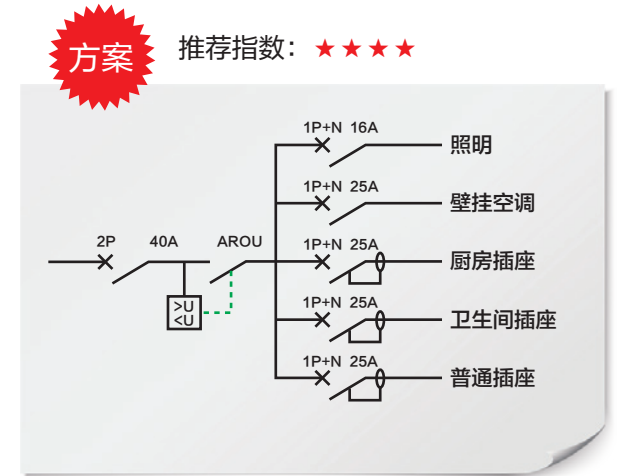 方案
推荐指数：★★★★
1P+N 16A
照明
1P+N 25A
壁挂空调
2P 40A AROU
1P+N 25A
厨房插座
>U
<U
1P+N 25A
卫生间插座
1P+N 25A
普通插座